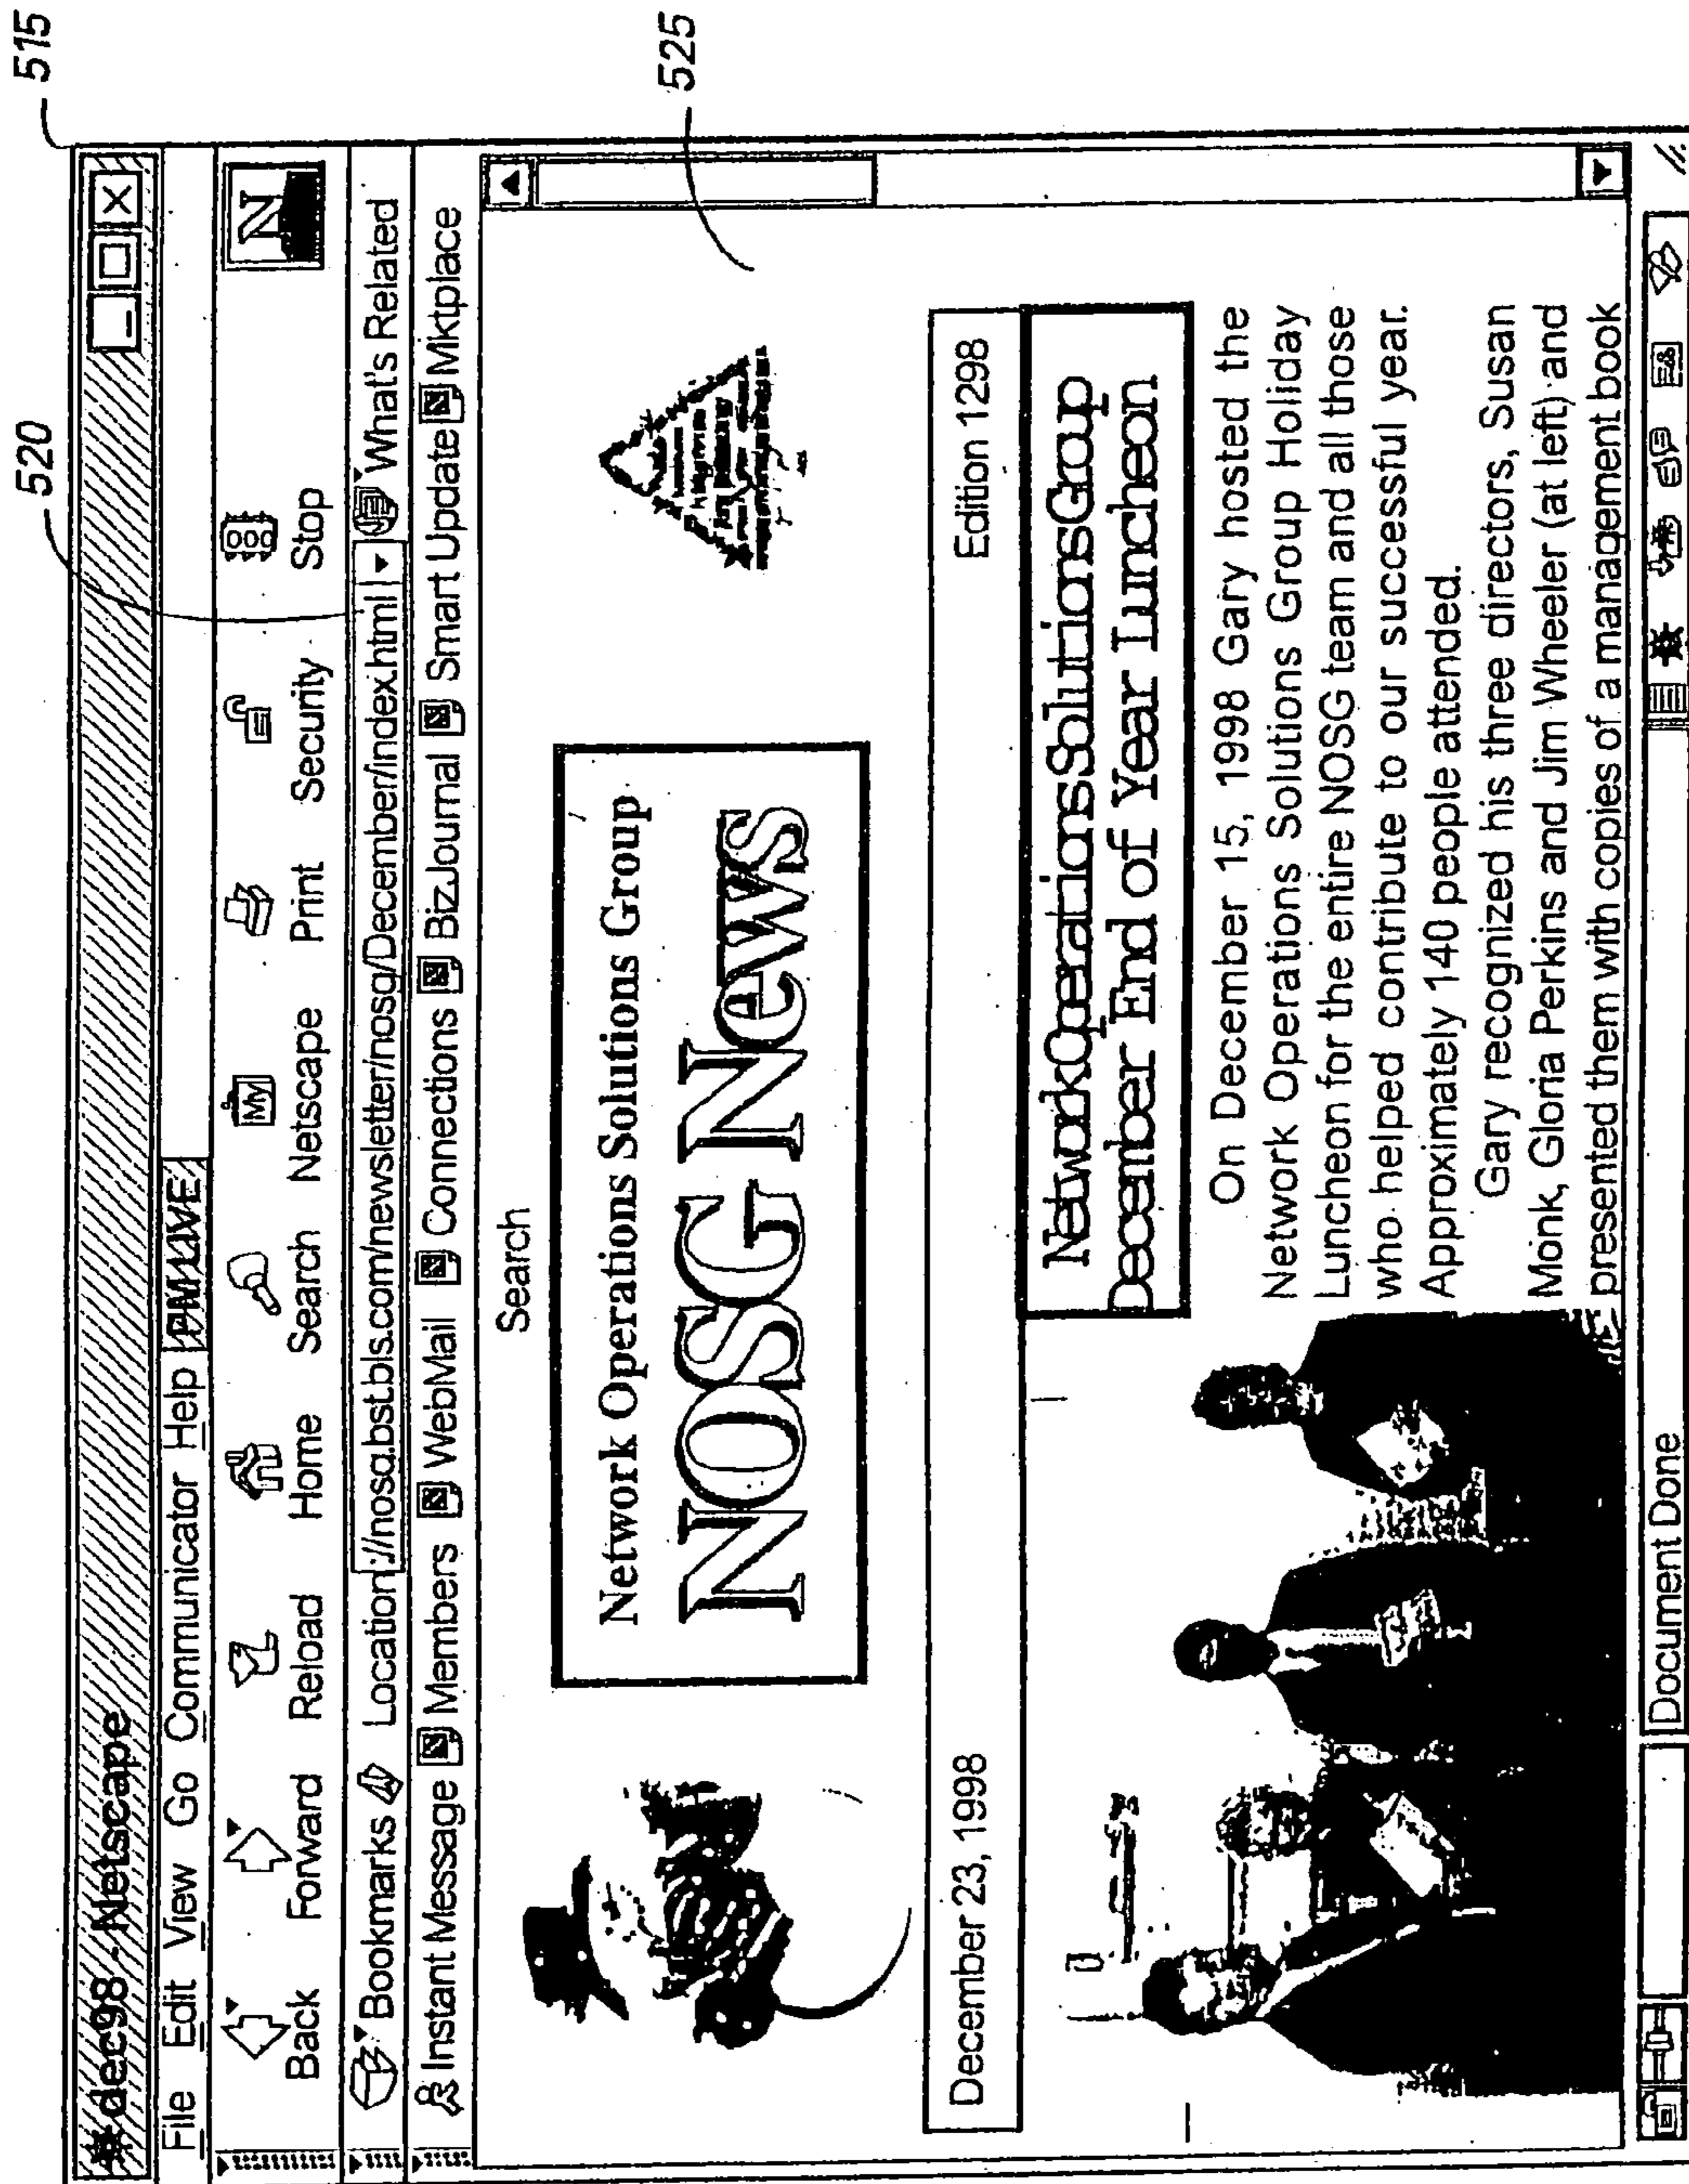 515
520
dec98 - Netscape
File Edit View Go Communicator Help PM LIVE
N
My
Back Forward Reload Home Search Netscape Print Security Stop
Bookmarks Location://nosg.bst.bls.com/newsletter/nosg/December/index.html What's Related
Instant Message Members WebMail Connections BizJournal Smart Update Mktplace
525
Search
Network Operations Solutions Group
NOSG News
December 23, 1998 Edition 1298
Network Operations Solutions Group
December End of Year Luncheon
On December 15, 1998 Gary hosted the
Network Operations Solutions Group Holiday
Luncheon for the entire NOSG team and all those
who helped contribute to our successful year.
Approximately 140 people attended.
Gary recognized his three directors, Susan
Monk, Gloria Perkins and Jim Wheeler (at left) and
presented them with copies of a management book
Document Done